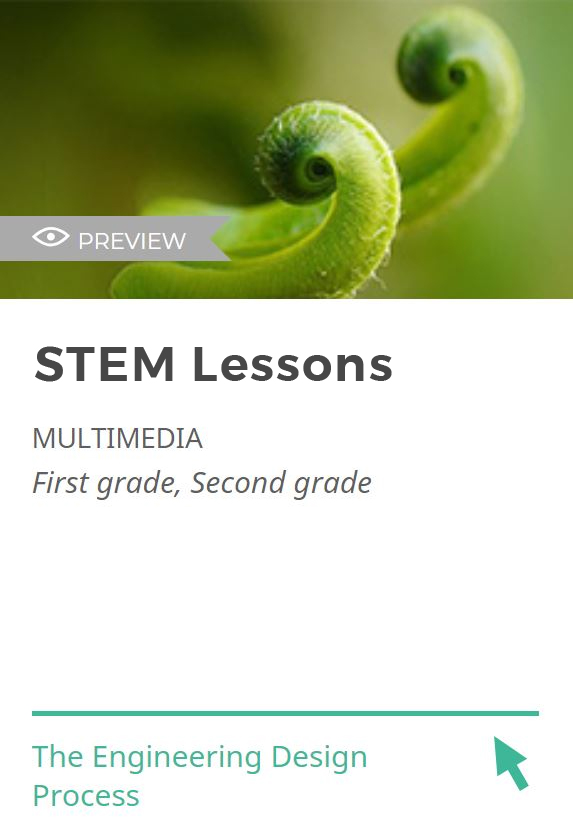 PREVIEW
STEM Lessons
MULTIMEDIA
First grade, Second grade
The Engineering Design
Process